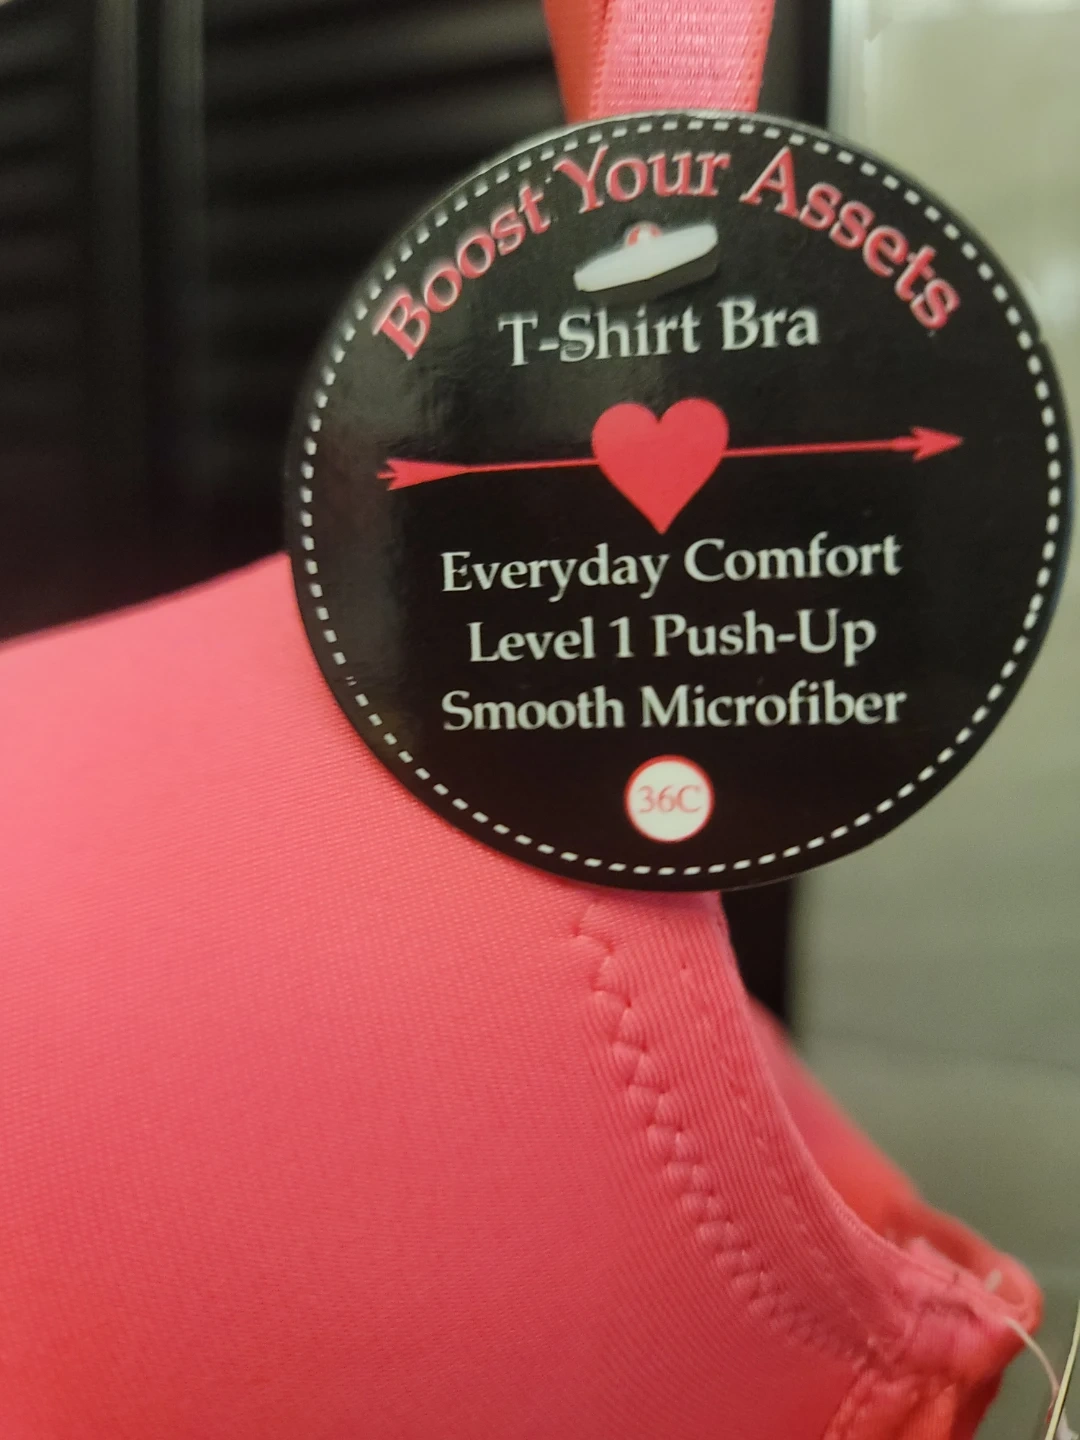 Boost Your Assets
T-Shirt Bra
Everyday Comfort
Level 1 Push-Up
Smooth Microfiber
36C